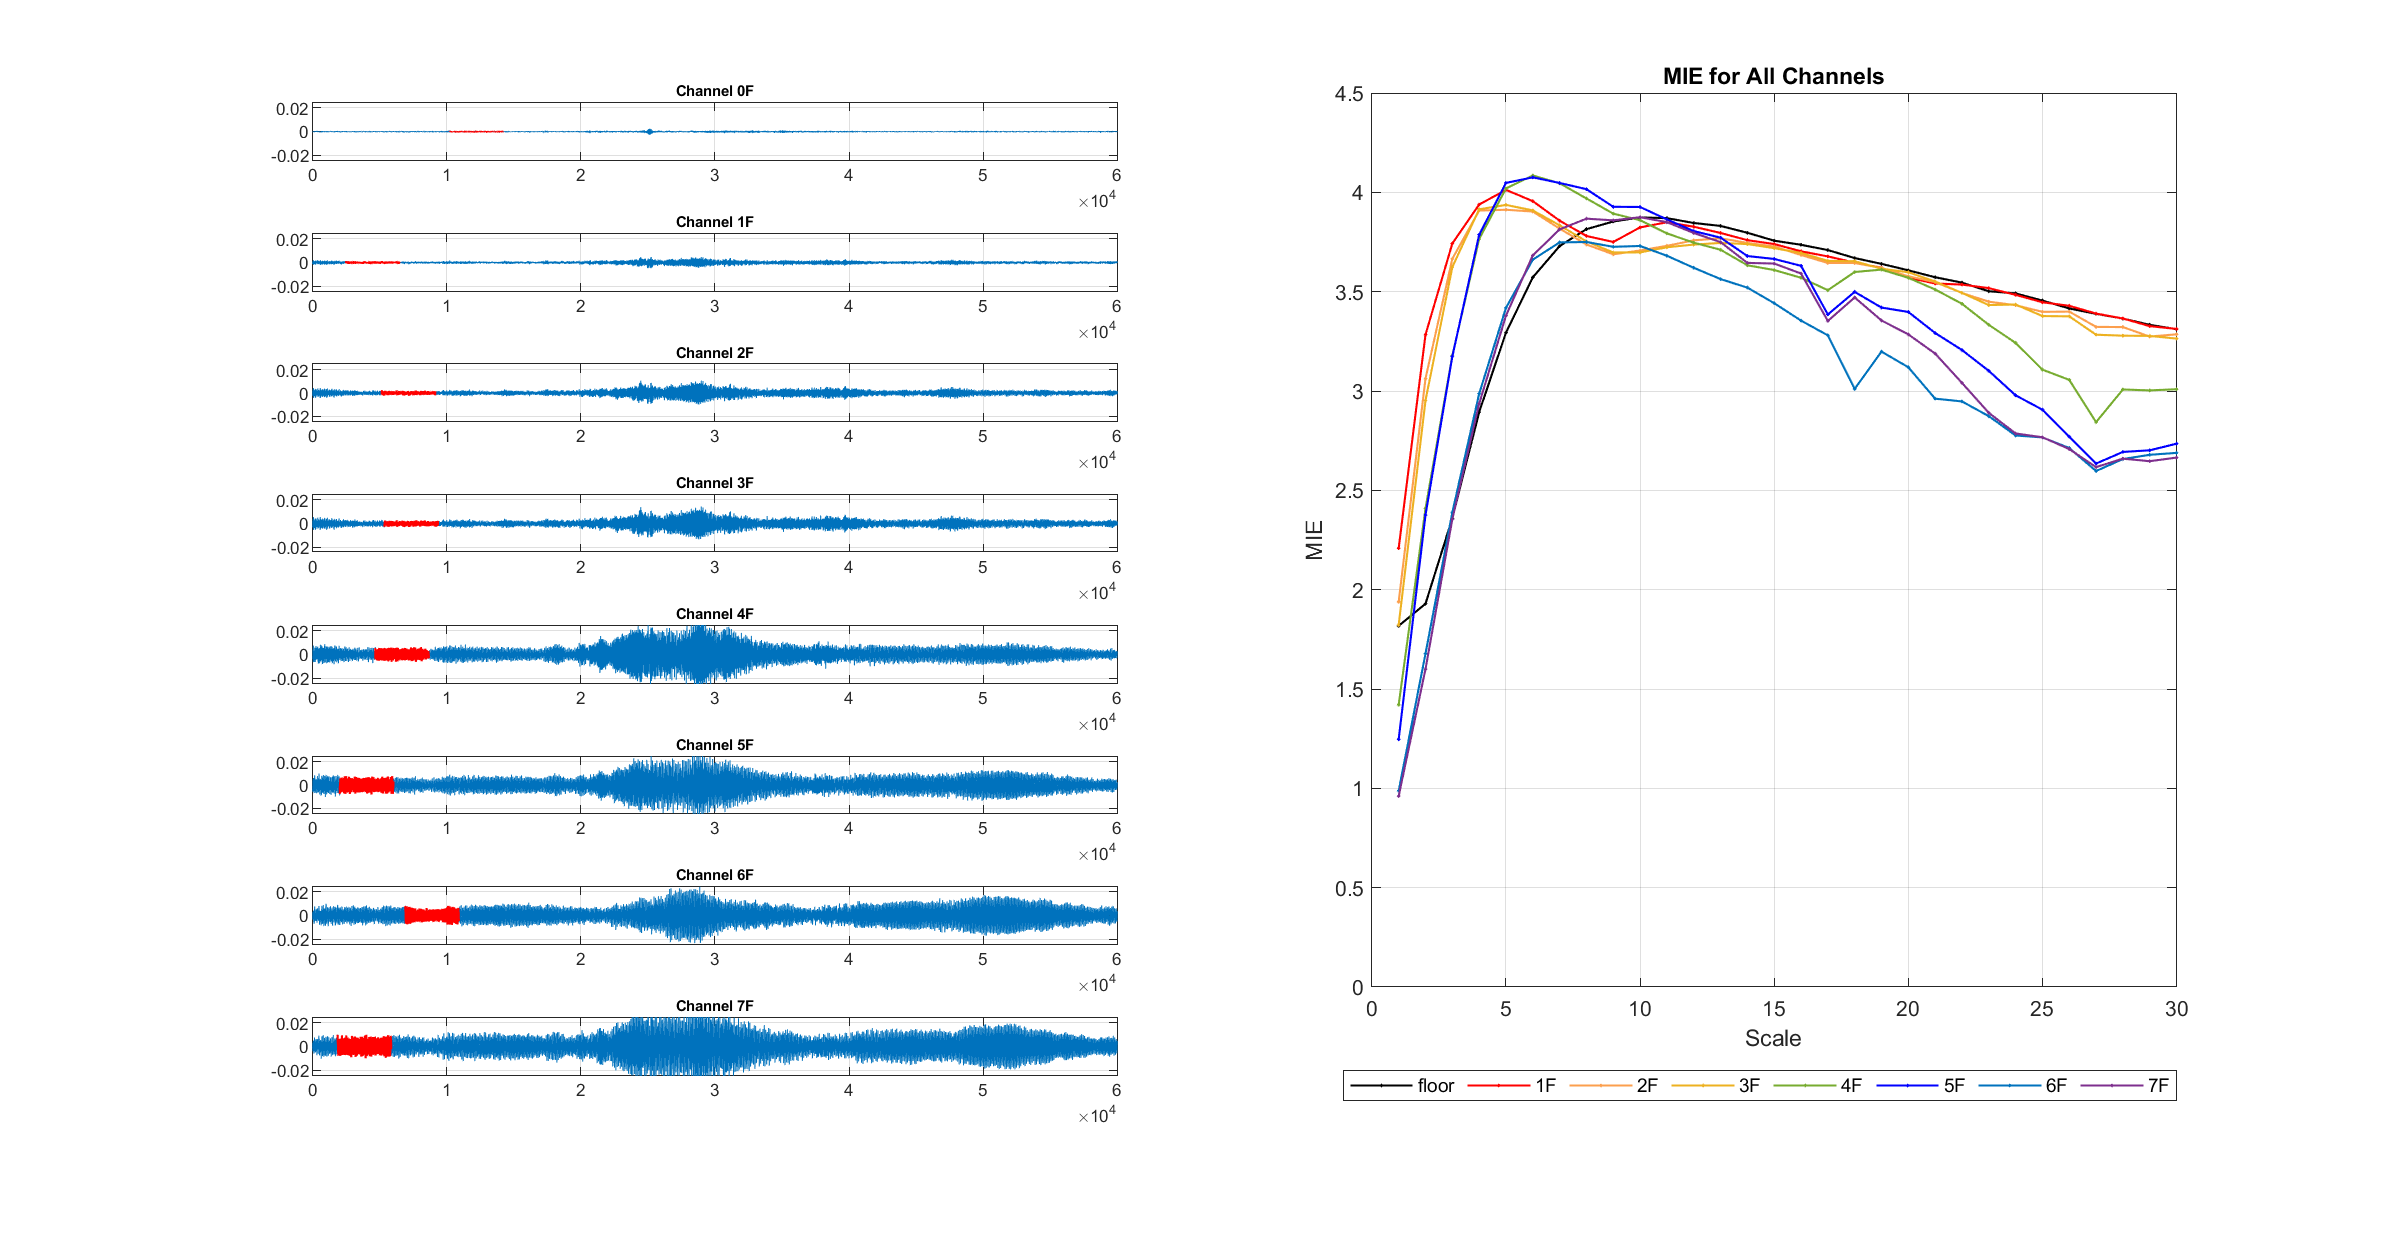 Channel 0F
0.02
0
-0.02
0 1 2 3 4 5 6
×10^4
Channel 1F
0.02
0
-0.02
0 1 2 3 4 5 6
×10^4
Channel 2F
0.02
0
-0.02
0 1 2 3 4 5 6
×10^4
Channel 3F
0.02
0
-0.02
0 1 2 3 4 5 6
×10^4
Channel 4F
0.02
0
-0.02
0 1 2 3 4 5 6
×10^4
Channel 5F
0.02
0
-0.02
0 1 2 3 4 5 6
×10^4
Channel 6F
0.02
0
-0.02
0 1 2 3 4 5 6
×10^4
Channel 7F
0.02
0
-0.02
0 1 2 3 4 5 6
×10^4
MIE for All Channels
4.5
4
3.5
3
2.5
2
1.5
1
0.5
0
MIE
0 5 10 15 20 25 30
Scale
floor 1F 2F 3F 4F 5F 6F 7F